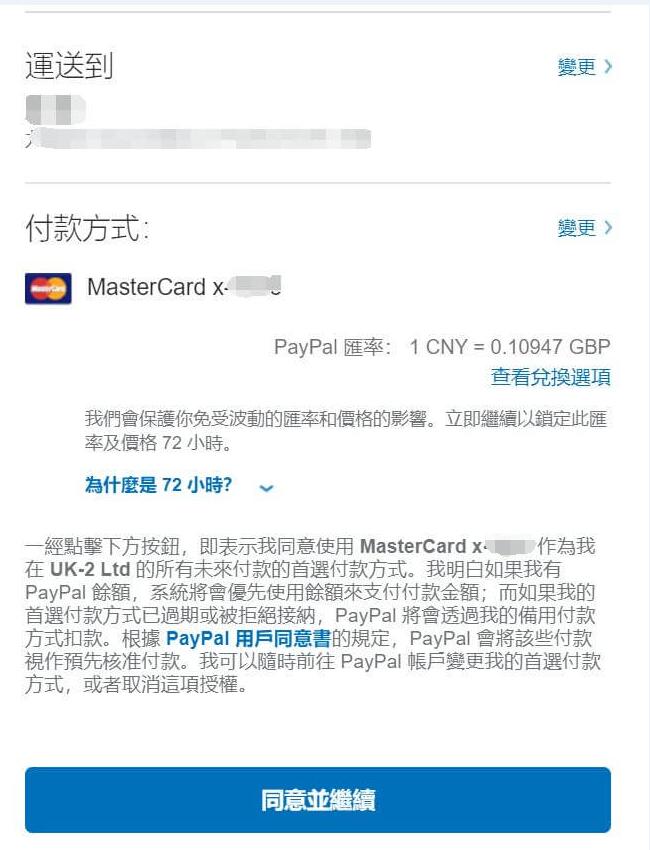 運送到
變更
付款方式：
變更
MasterCard
MasterCard x-
PayPal 匯率： 1 CNY = 0.10947 GBP
查看兌換選項
我們會保護你免受波動的匯率和價格的影響。立即繼續以鎖定此匯
率及價格 72 小時。
為什麼是 72 小時？
一經點擊下方按鈕，即表示我同意使用 MasterCard x- 作為我
在 UK-2 Ltd 的所有未來付款的首選付款方式。我明白如果我有
PayPal 餘額，系統將會優先使用餘額來支付付款金額；而如果我的
首選付款方式已過期或被拒絕接納，PayPal 將會透過我的備用付款
方式扣款。根據 PayPal 用戶同意書的規定，PayPal 會將該些付款
視作預先核准付款。我可以隨時前往 PayPal 帳戶變更我的首選付款
方式，或者取消這項授權。
同意並繼續